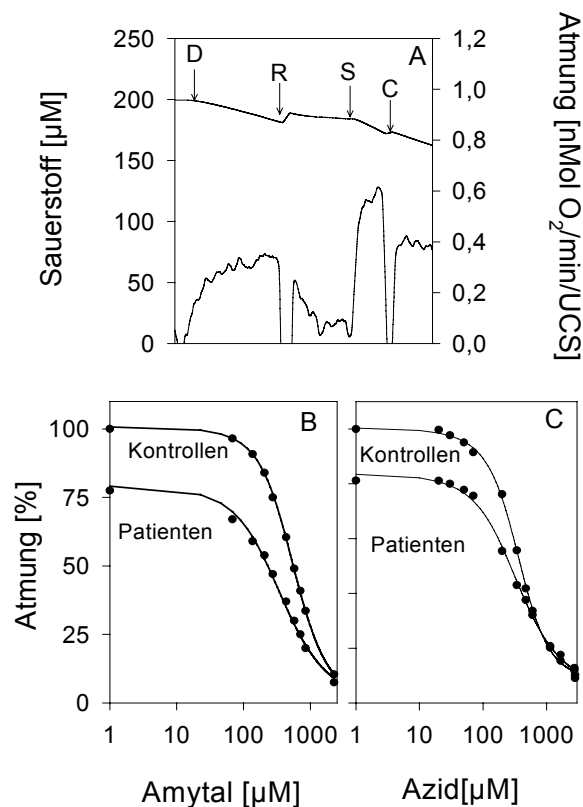 A
D
R
S
C
250
200
150
100
50
0
Sauerstoff [µM]
1,2
1,0
0,8
0,6
0,4
0,2
0,0
Atmung [nMol O₂/min/UCS]
B
Kontrollen
Patienten
100
75
50
25
0
Atmung [%]
1 10 100 1000
Amytal [µM]
C
Kontrollen
Patienten
1 10 100 1000
Azid[µM]